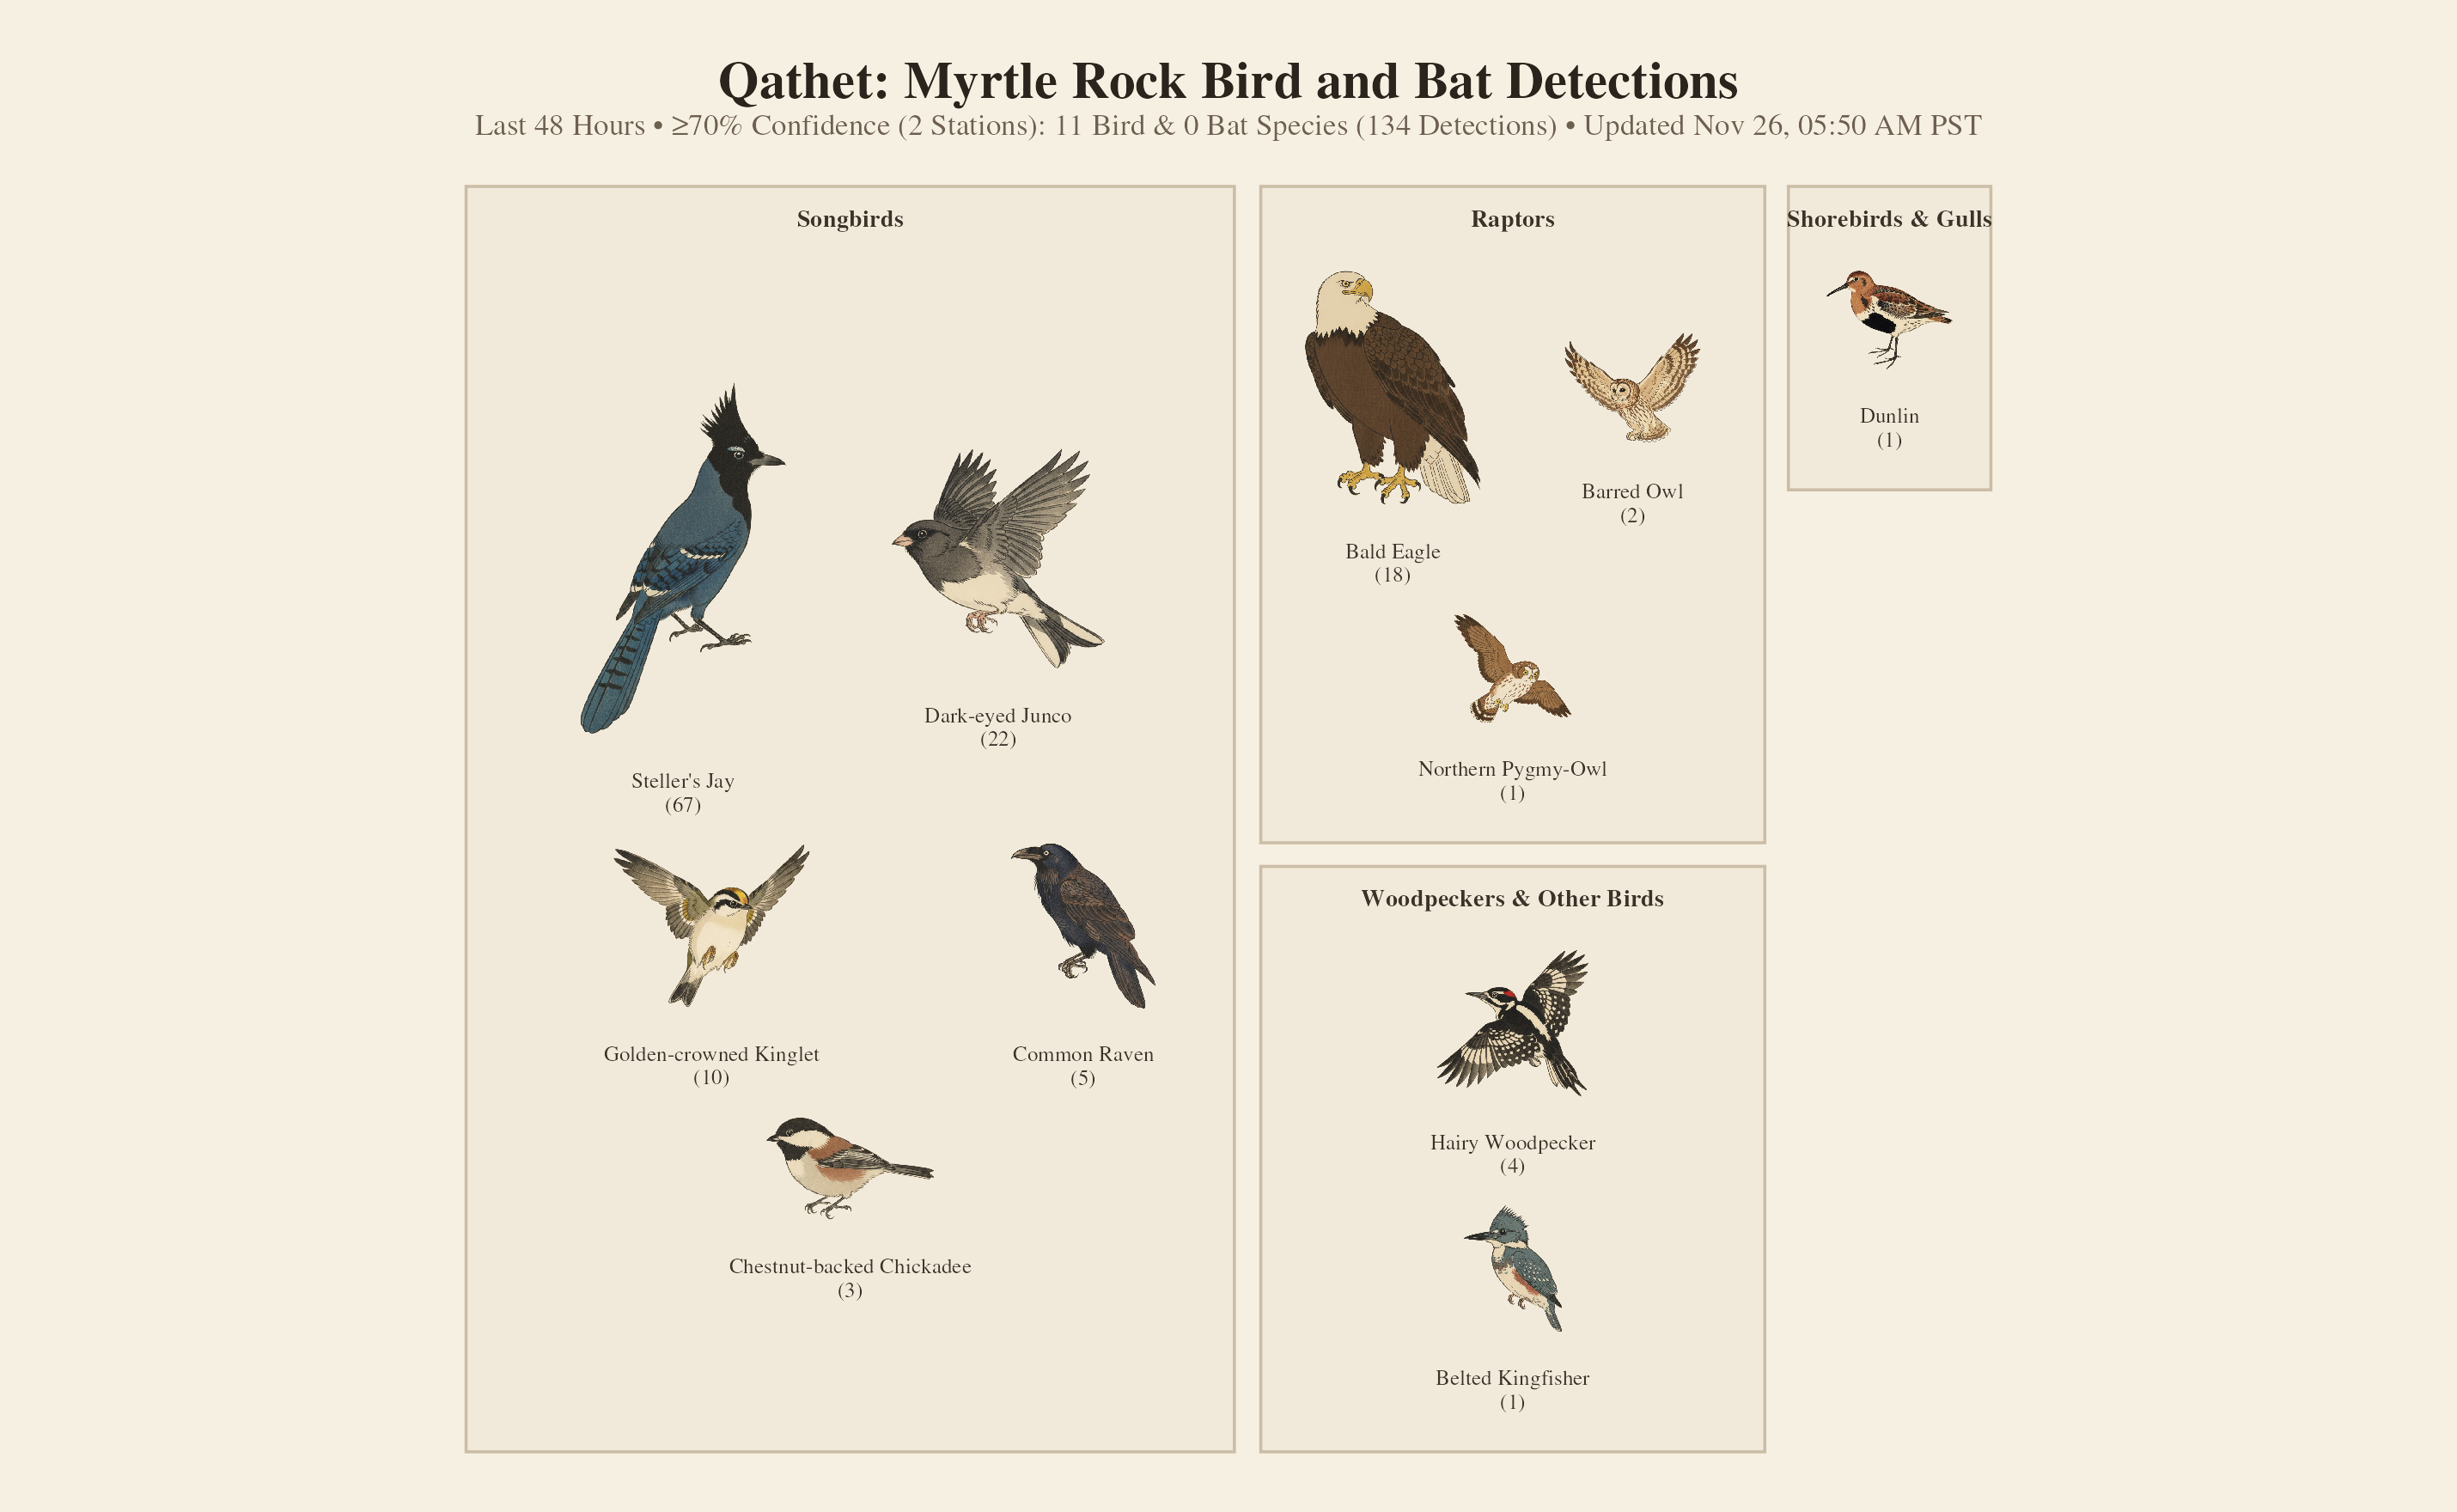 Qathet: Myrtle Rock Bird and Bat Detections
Last 48 Hours • ≥70% Confidence (2 Stations): 11 Bird & 0 Bat Species (134 Detections) • Updated Nov 26, 05:50 AM PST
Songbirds
Steller's Jay
(67)
Dark-eyed Junco
(22)
Golden-crowned Kinglet
(10)
Common Raven
(5)
Chestnut-backed Chickadee
(3)
Raptors
Bald Eagle
(18)
Barred Owl
(2)
Northern Pygmy-Owl
(1)
Woodpeckers & Other Birds
Hairy Woodpecker
(4)
Belted Kingfisher
(1)
Shorebirds & Gulls
Dunlin
(1)